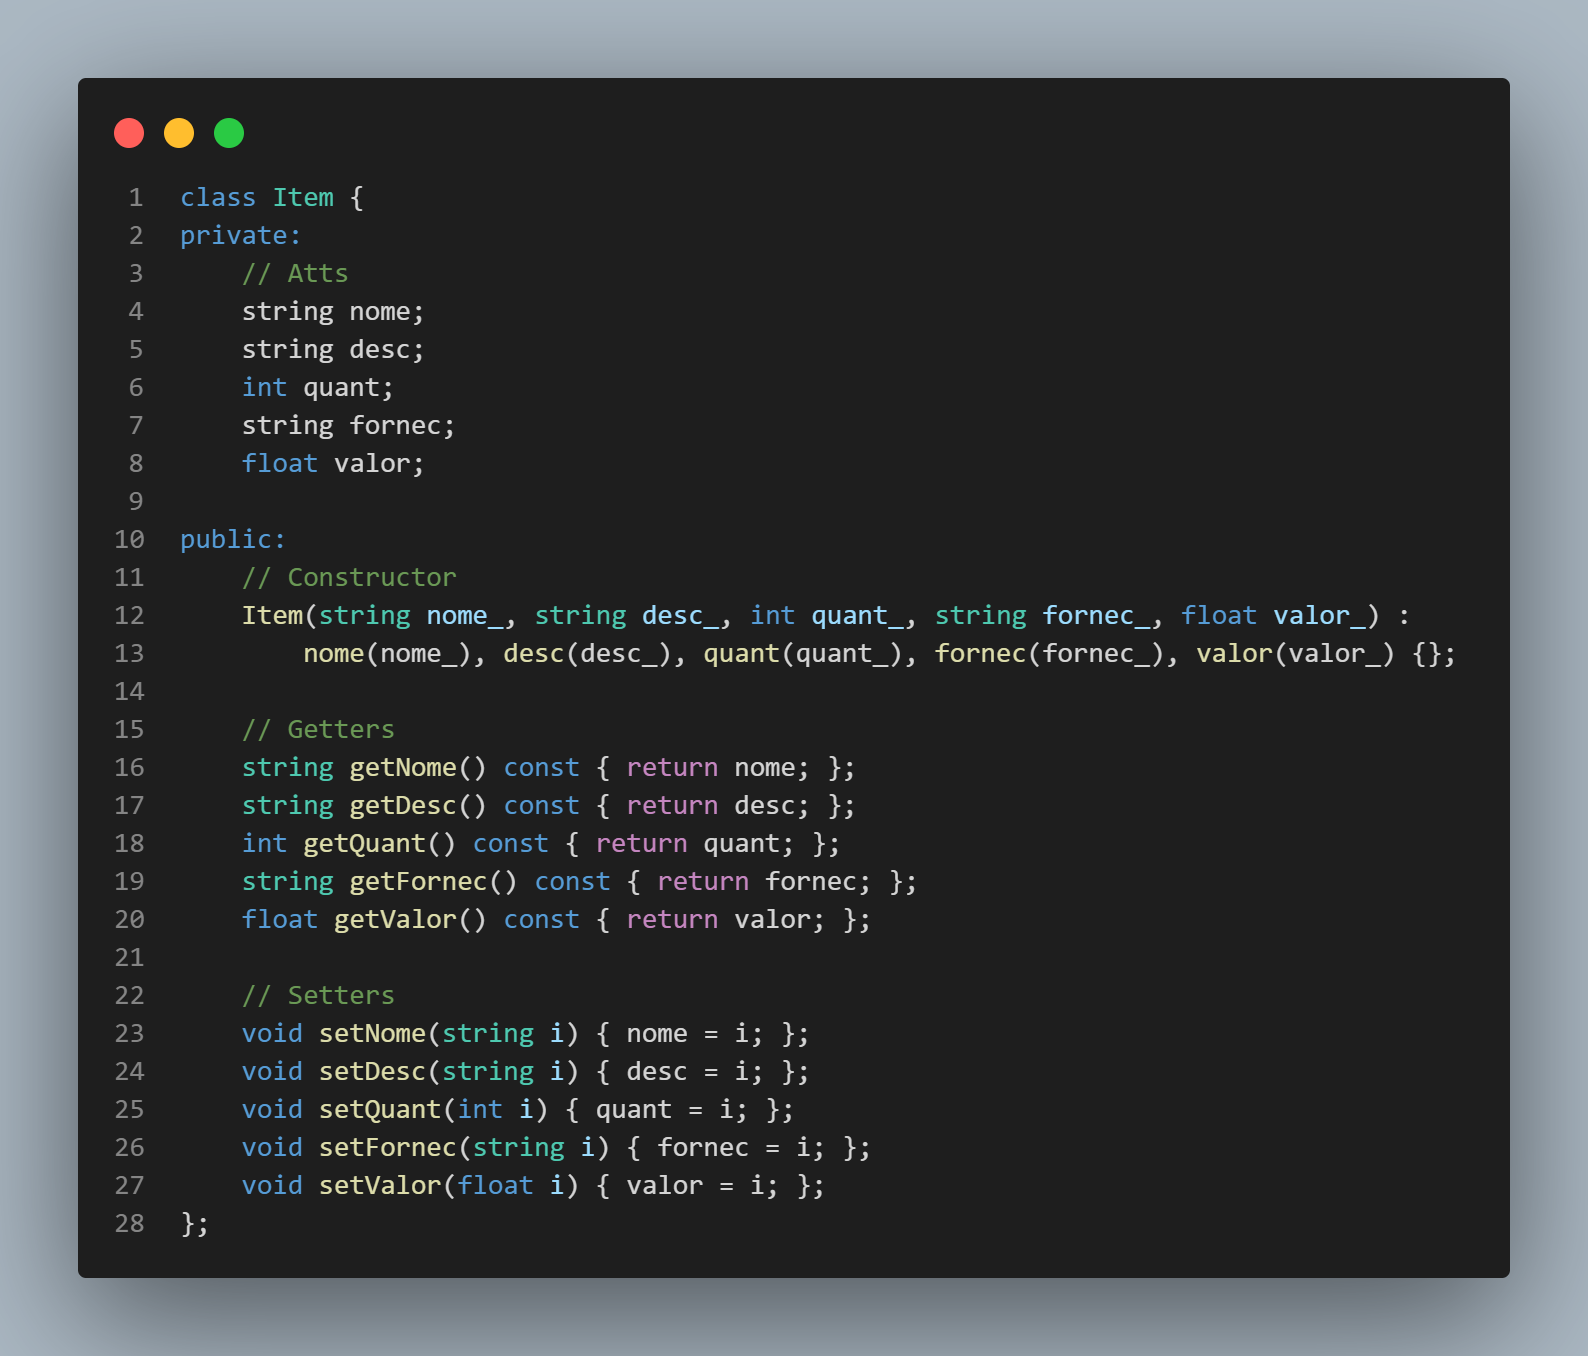 1 class Item {
2 private:
3     // Atts
4     string nome;
5     string desc;
6     int quant;
7     string fornec;
8     float valor;
9
10 public:
11     // Constructor
12     Item(string nome_, string desc_, int quant_, string fornec_, float valor_) :
13         nome(nome_), desc(desc_), quant(quant_), fornec(fornec_), valor(valor_) {};
14
15     // Getters
16     string getNome() const { return nome; };
17     string getDesc() const { return desc; };
18     int getQuant() const { return quant; };
19     string getFornec() const { return fornec; };
20     float getValor() const { return valor; };
21
22     // Setters
23     void setNome(string i) { nome = i; };
24     void setDesc(string i) { desc = i; };
25     void setQuant(int i) { quant = i; };
26     void setFornec(string i) { fornec = i; };
27     void setValor(float i) { valor = i; };
28 };